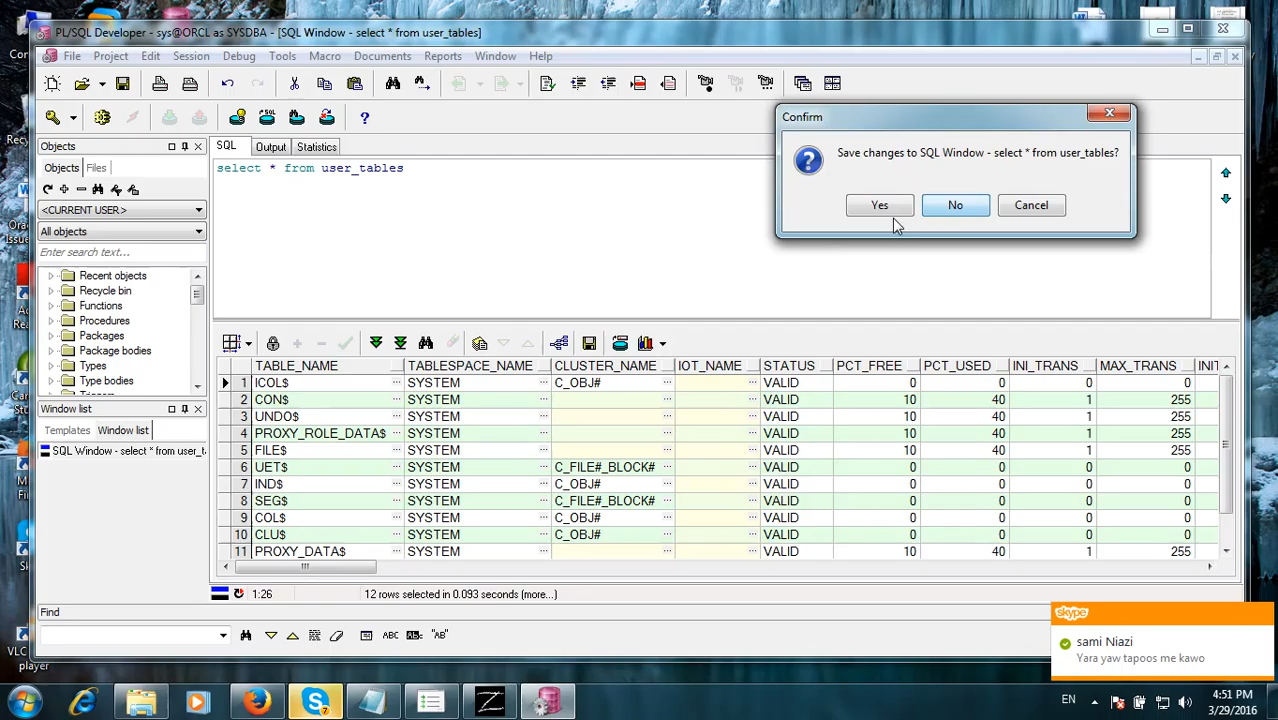 PL/SQL Developer - sys@ORCL as SYSDBA - [SQL Window - select * from user_tables]
File Project Edit Session Debug Tools Macro Documents Reports Window Help
Confirm
Save changes to SQL Window - select * from user_tables?
Yes No Cancel
Objects
Objects Files
<CURRENT USER>
All objects
Enter search text...
Recent objects
Recycle bin
Functions
Procedures
Packages
Package bodies
Types
Type bodies
Window list
Templates Window list
SQL Window - select * from user_t
SQL Output Statistics
select * from user_tables
TABLE_NAME TABLESPACE_NAME CLUSTER_NAME IOT_NAME STATUS PCT_FREE PCT_USED INI_TRANS MAX_TRANS INIT
1 ICOL$ SYSTEM C_OBJ# VALID 0 0 0 0
2 CON$ SYSTEM VALID 10 40 1 255
3 UNDO$ SYSTEM VALID 10 40 1 255
4 PROXY_ROLE_DATA$ SYSTEM VALID 10 40 1 255
5 FILE$ SYSTEM VALID 10 40 1 255
6 UET$ SYSTEM C_FILE#_BLOCK# VALID 0 0 0 0
7 IND$ SYSTEM C_OBJ# VALID 0 0 0 0
8 SEG$ SYSTEM C_FILE#_BLOCK# VALID 0 0 0 0
9 COL$ SYSTEM C_OBJ# VALID 0 0 0 0
10 CLU$ SYSTEM C_OBJ# VALID 0 0 0 0
11 PROXY_DATA$ SYSTEM VALID 10 40 1 255
1:26 12 rows selected in 0.093 seconds (more...)
Find
ABC ABc "AB"
skype
sami Niazi
Yara yaw tapoos me kawo
VLC
player
7
EN
4:51 PM
3/29/2016